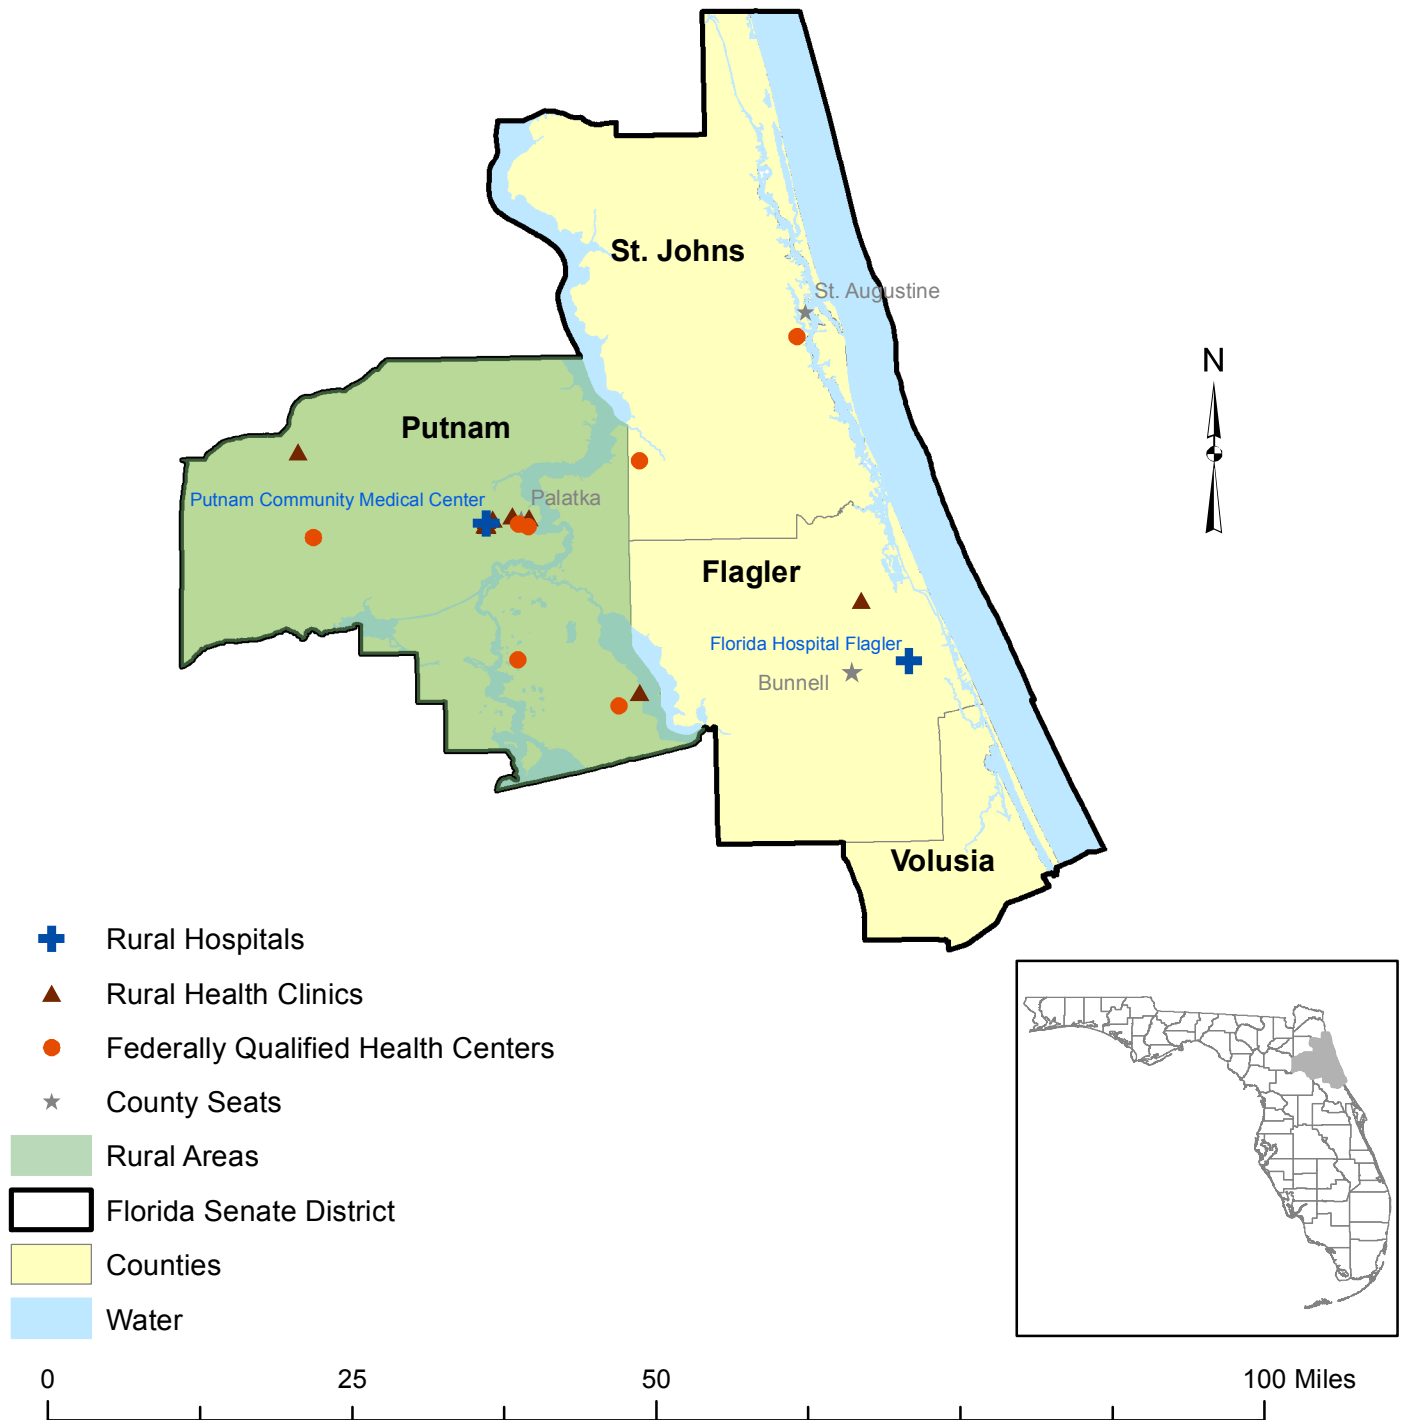 St. Johns
St. Augustine
N
Putnam
Putnam Community Medical Center
Palatka
Flagler
Florida Hospital Flagler
Bunnell
Volusia
Rural Hospitals
Rural Health Clinics
Federally Qualified Health Centers
County Seats
Rural Areas
Florida Senate District
Counties
Water
0 25 50 100 Miles